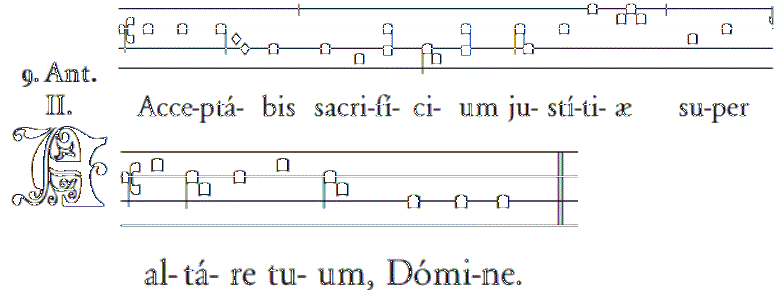 9. Ant.
II.
Acce-ptá- bis sacri-fí- ci- um ju- stí-ti- æ su-per
A
al-tá- re tu- um, Dómi-ne.